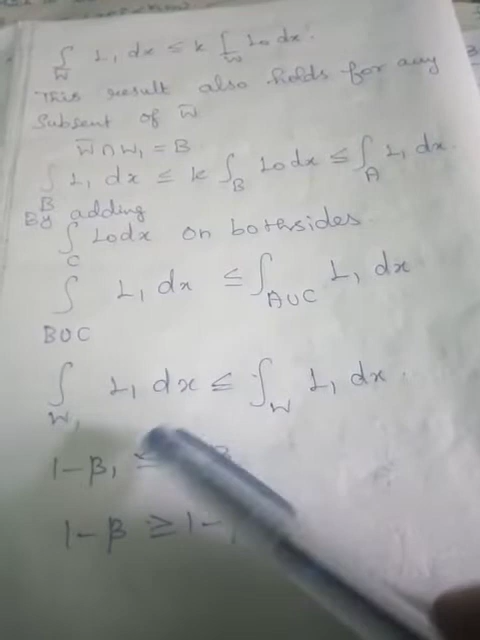 ∫_W̄ L₁ dx ≤ k ∫_W̄ L₀ dx.
This result also holds for any
Subsent of W̄
W̄ ∩ W₁ = B
∫_B L₁ dx ≤ k ∫_B L₀ dx ≤ ∫_A L₁ dx.
By adding
∫_C L₀ dx on bothsides.
∫_{B∪C} L₁ dx ≤ ∫_{A∪C} L₁ dx
∫_{W₁} L₁ dx ≤ ∫_W L₁ dx.
1-β₁ ≤
1-β ≥ 1-